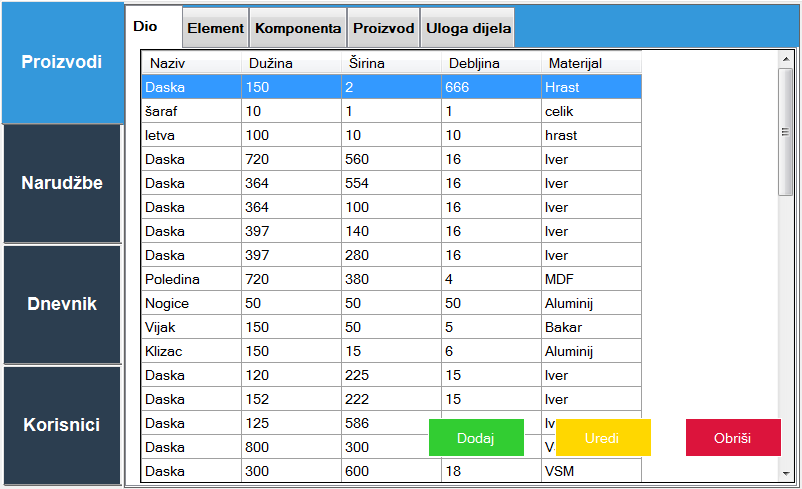 Proizvodi
Narudžbe
Dnevnik
Korisnici
Dio Element Komponenta Proizvod Uloga dijela
Naziv Dužina Širina Debljina Materijal
Daska 150 2 666 Hrast
šaraf 10 1 1 celik
letva 100 10 10 hrast
Daska 720 560 16 Iver
Daska 364 554 16 Iver
Daska 364 100 16 Iver
Daska 397 140 16 Iver
Daska 397 280 16 Iver
Poledina 720 380 4 MDF
Nogice 50 50 50 Aluminij
Vijak 150 50 5 Bakar
Klizac 150 15 6 Aluminij
Daska 120 225 15 Iver
Daska 152 222 15 Iver
Daska 125 586
Daska 800 300
Daska 300 600 18 VSM
Dodaj Uredi Obriši